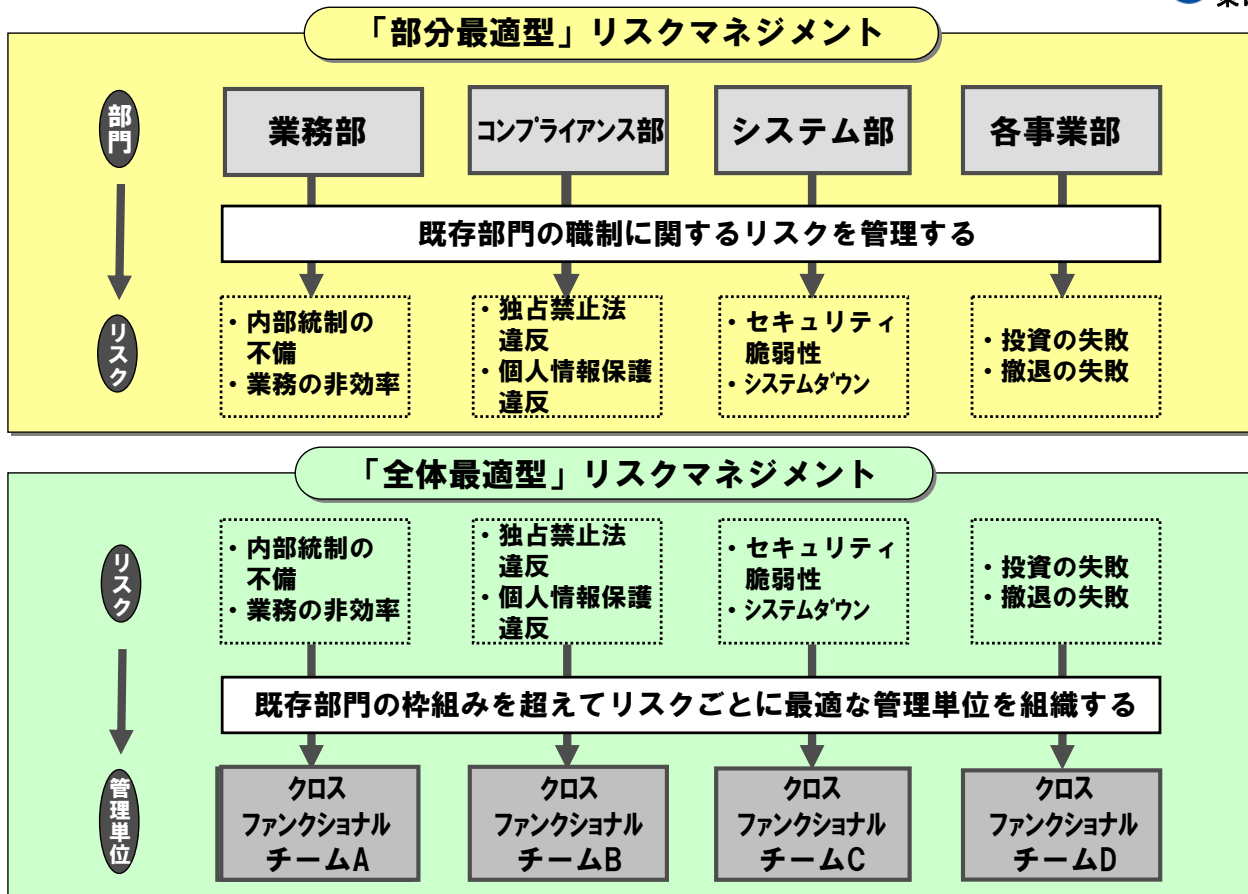 「部分最適型」リスクマネジメント
部門
業務部
コンプライアンス部
システム部
各事業部
既存部門の職制に関するリスクを管理する
リスク
・内部統制の
不備
・業務の非効率
・独占禁止法
違反
・個人情報保護
違反
・セキュリティ
脆弱性
・システムダウン
・投資の失敗
・撤退の失敗
「全体最適型」リスクマネジメント
リスク
・内部統制の
不備
・業務の非効率
・独占禁止法
違反
・個人情報保護
違反
・セキュリティ
脆弱性
・システムダウン
・投資の失敗
・撤退の失敗
既存部門の枠組みを超えてリスクごとに最適な管理単位を組織する
管理単位
クロス
ファンクショナル
チームA
クロス
ファンクショナル
チームB
クロス
ファンクショナル
チームC
クロス
ファンクショナル
チームD